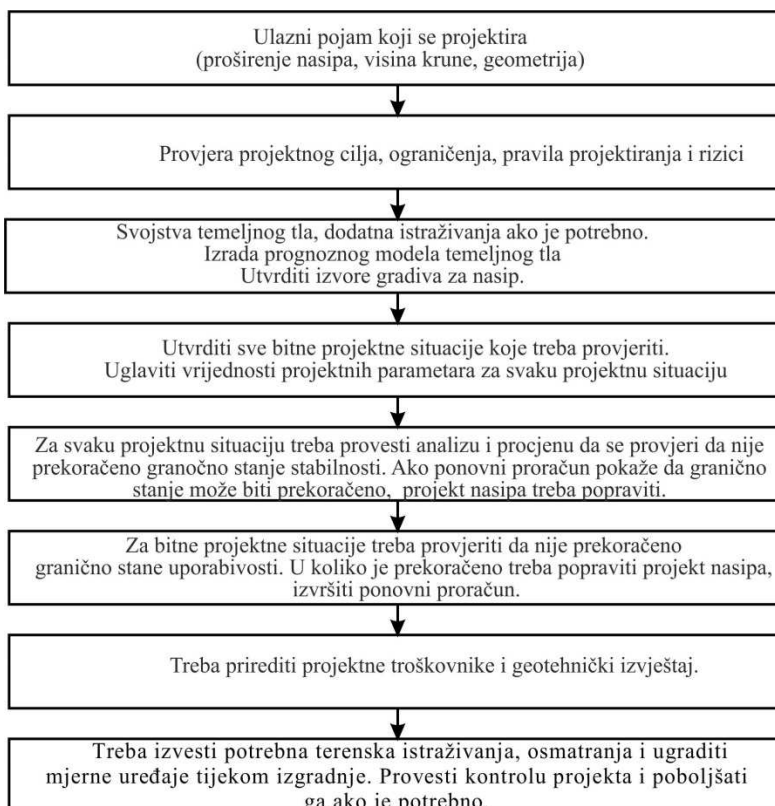 Ulazni pojam koji se projektira
(proširenje nasipa, visina krune, geometrija)
Provjera projektnog cilja, ograničenja, pravila projektiranja i rizici
Svojstva temeljnog tla, dodatna istraživanja ako je potrebno.
Izrada prognoznog modela temeljnog tla
Utvrditi izvore gradiva za nasip.
Utvrditi sve bitne projektne situacije koje treba provjeriti.
Uglaviti vrijednosti projektnih parametara za svaku projektnu situaciju
Za svaku projektnu situaciju treba provesti analizu i procjenu da se provjeri da nije
prekoračeno granočno stanje stabilnosti. Ako ponovni proračun pokaže da granično
stanje može biti prekoračeno, projekt nasipa treba popraviti.
Za bitne projektne situacije treba provjeriti da nije prekoračeno
granično stane uporabivosti. U koliko je prekoračeno treba popraviti projekt nasipa,
izvršiti ponovni proračun.
Treba prirediti projektne troškovnike i geotehnički izvještaj.
Treba izvesti potrebna terenska istraživanja, osmatranja i ugraditi
mjerne uređaje tijekom izgradnje. Provesti kontrolu projekta i poboljšati
ga ako je potrebno